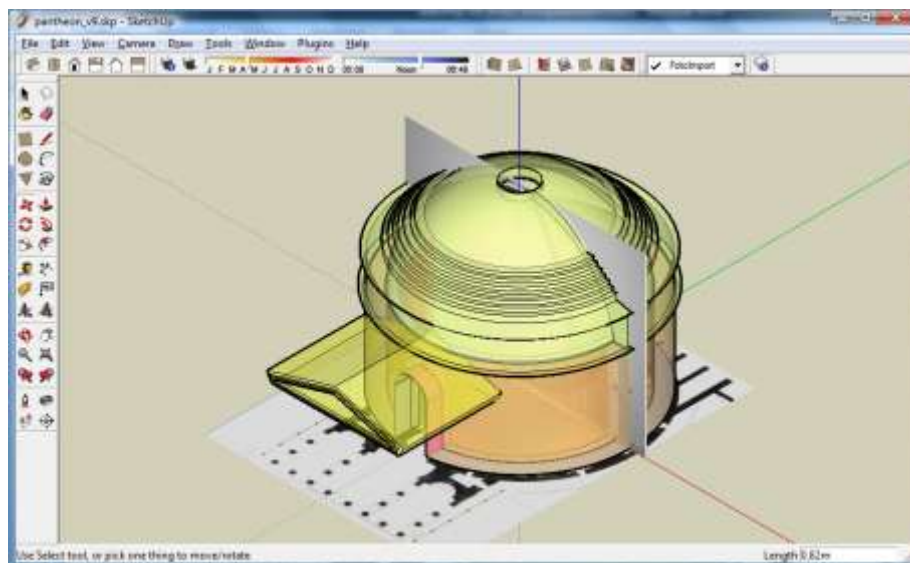 pantheon_v9.skp - SketchUp
File Edit View Camera Draw Tools Window Plugins Help
J F M A M J J A S O N D Noon FotoImport
Use Select tool, or pick one thing to move/rotate Length 0.62m